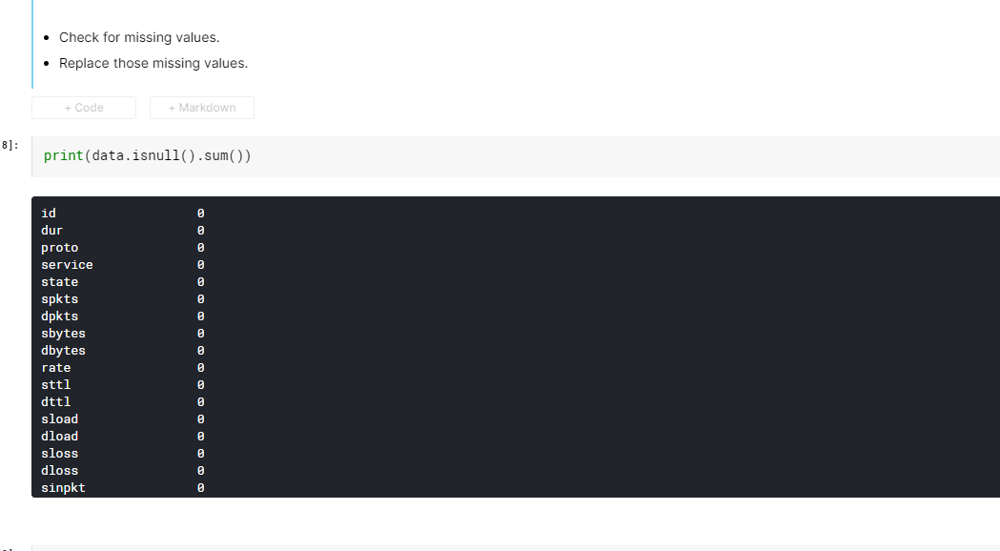 Check for missing values.
Replace those missing values.
+ Code + Markdown
8]:
print(data.isnull().sum())
id 0
dur 0
proto 0
service 0
state 0
spkts 0
dpkts 0
sbytes 0
dbytes 0
rate 0
sttl 0
dttl 0
sload 0
dload 0
sloss 0
dloss 0
sinpkt 0